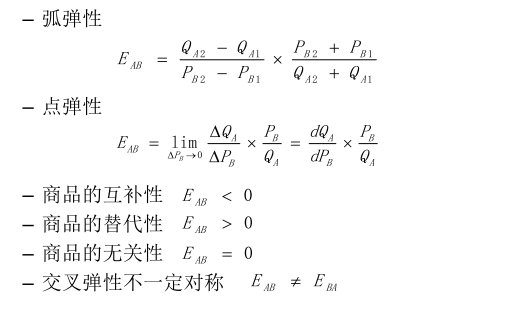 – 弧弹性
E_AB = (Q_A2 − Q_A1)/(P_B2 − P_B1) × (P_B2 + P_B1)/(Q_A2 + Q_A1)
– 点弹性
E_AB = lim_{ΔP_B→0} ΔQ_A/ΔP_B × P_B/Q_A = dQ_A/dP_B × P_B/Q_A
– 商品的互补性 E_AB < 0
– 商品的替代性 E_AB > 0
– 商品的无关性 E_AB = 0
– 交叉弹性不一定对称 E_AB ≠ E_BA